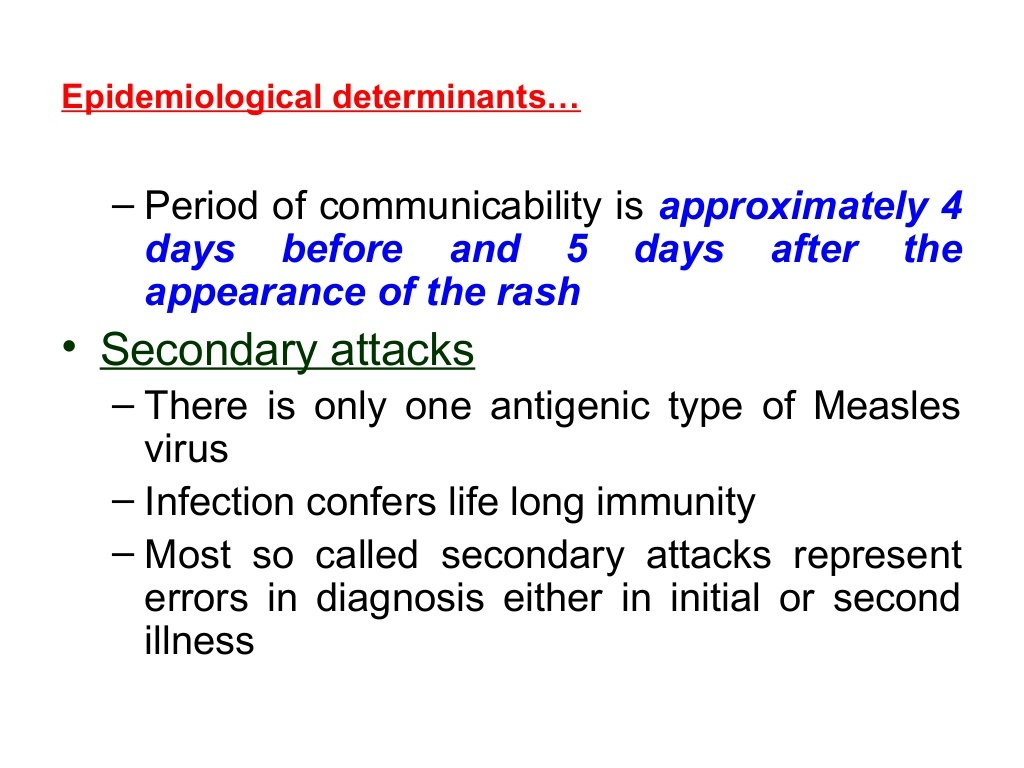 Epidemiological determinants…
– Period of communicability is approximately 4
days before and 5 days after the
appearance of the rash
• Secondary attacks
– There is only one antigenic type of Measles
virus
– Infection confers life long immunity
– Most so called secondary attacks represent
errors in diagnosis either in initial or second
illness